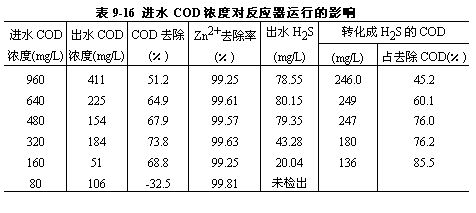 表 9-16 进水 COD 浓度对反应器运行的影响
进水 COD 出水 COD COD 去除 Zn2+去除率 出水 H2S 转化成 H2S 的 COD
浓度(mg/L) 浓度(mg/L) (%) (%) (mg/L) (mg/L) 占去除 COD(%)
960 411 51.2 99.25 78.55 246.0 45.2
640 225 64.9 99.61 80.15 249 60.1
480 154 67.9 99.57 79.35 247 76.0
320 184 73.8 99.63 43.28 180 76.2
160 51 68.8 99.25 20.04 136 85.5
80 106 -32.5 99.81 未检出